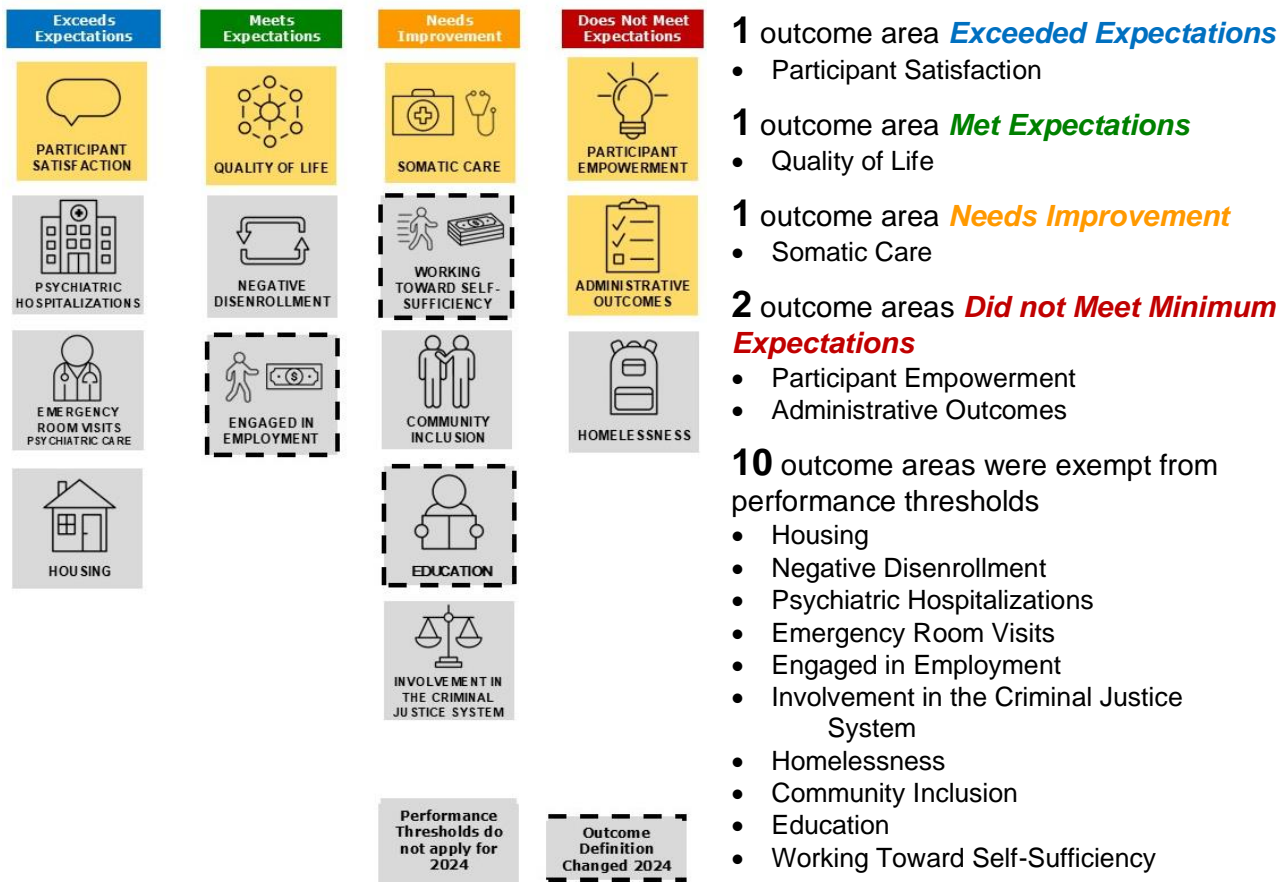 Exceeds
Expectations
Meets
Expectations
Needs
Improvement
Does Not Meet
Expectations
PARTICIPANT
SATISFACTION
QUALITY OF LIFE
SOMATIC CARE
PARTICIPANT
EMPOWERMENT
PSYCHIATRIC
HOSPITALIZATIONS
NEGATIVE
DISENROLLMENT
WORKING
TOWARD SELF-
SUFFICIENCY
ADMINISTRATIVE
OUTCOMES
EMERGENCY
ROOM VISITS
PSYCHIATRIC CARE
ENGAGED IN
EMPLOYMENT
COMMUNITY
INCLUSION
HOMELESSNESS
HOUSING
EDUCATION
INVOLVEMENT IN
THE CRIMINAL
JUSTICE SYSTEM
Performance
Thresholds do
not apply for
2024
Outcome
Definition
Changed 2024
1 outcome area Exceeded Expectations
• Participant Satisfaction
1 outcome area Met Expectations
• Quality of Life
1 outcome area Needs Improvement
• Somatic Care
2 outcome areas Did not Meet Minimum
Expectations
• Participant Empowerment
• Administrative Outcomes
10 outcome areas were exempt from
performance thresholds
• Housing
• Negative Disenrollment
• Psychiatric Hospitalizations
• Emergency Room Visits
• Engaged in Employment
• Involvement in the Criminal Justice
System
• Homelessness
• Community Inclusion
• Education
• Working Toward Self-Sufficiency